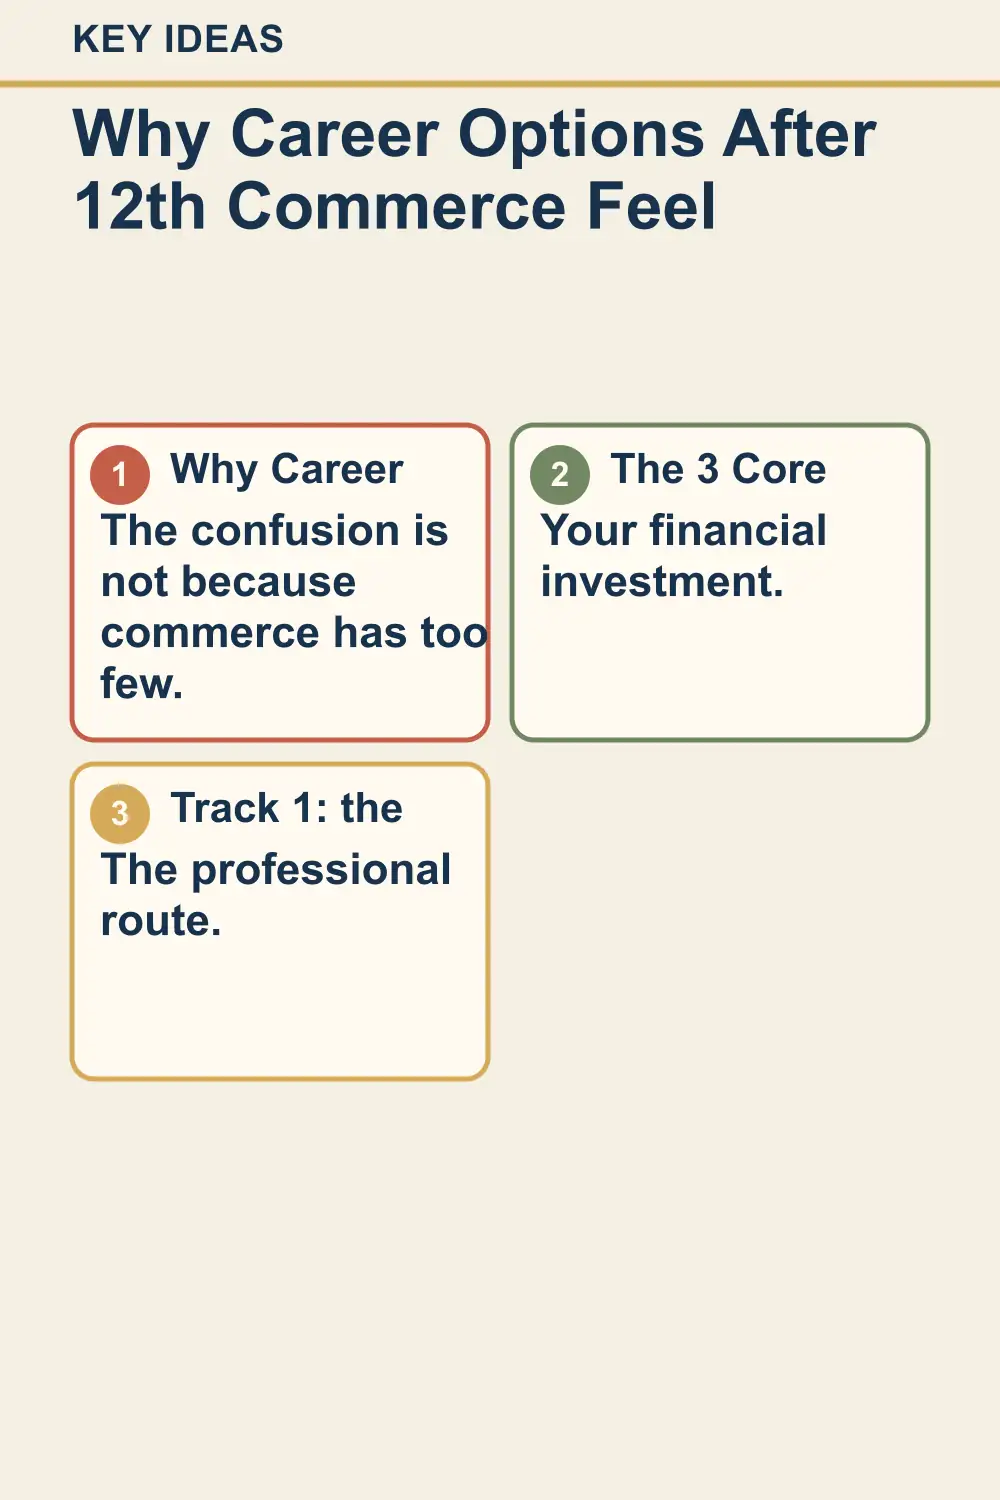 KEY IDEAS
Why Career Options After
12th Commerce Feel
1 Why Career
The confusion is
not because
commerce has too
few.
2 The 3 Core
Your financial
investment.
3 Track 1: the
The professional
route.